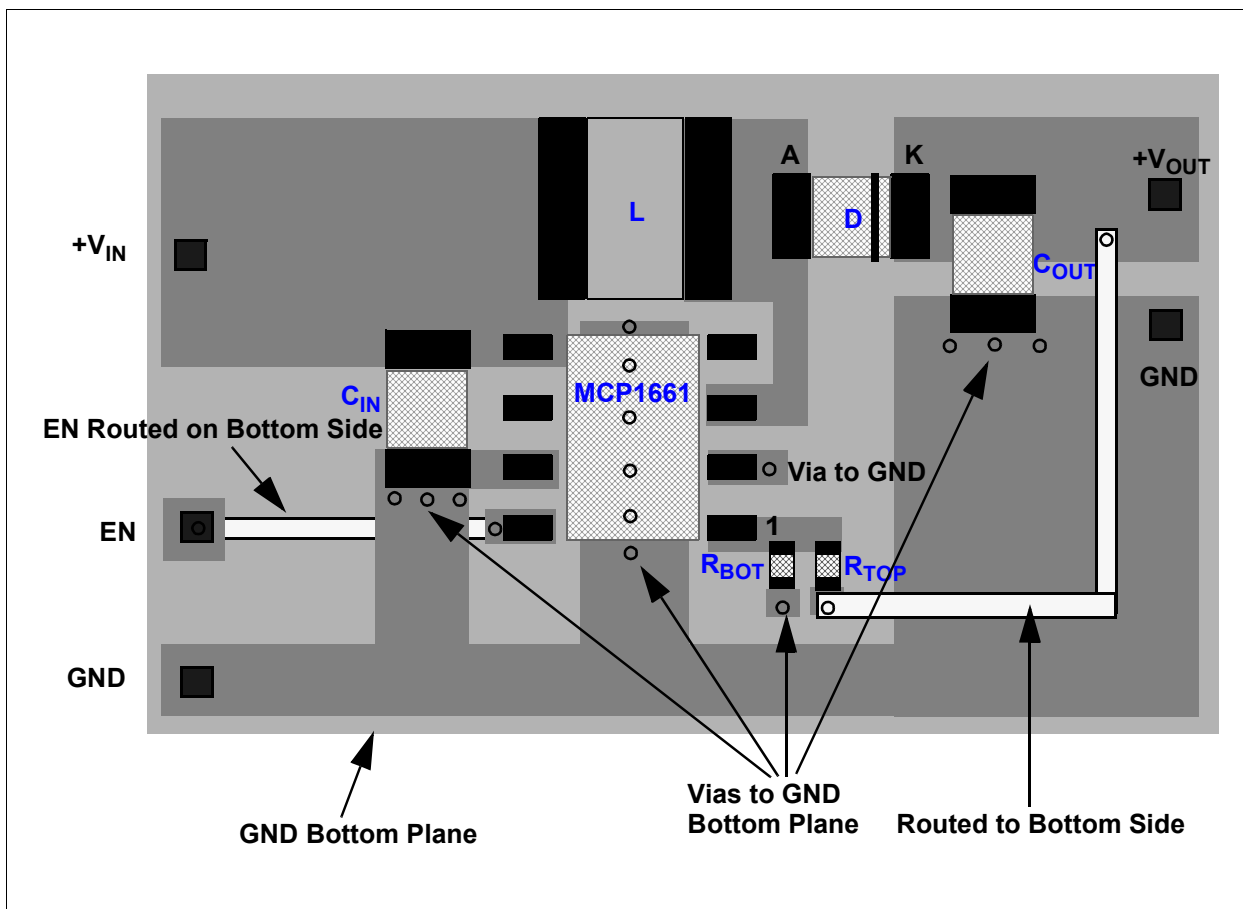 A
K
+VOUT
L
D
+VIN
COUT
GND
MCP1661
CIN
EN Routed on Bottom Side
Via to GND
EN
1
RBOT
RTOP
GND
Vias to GND
Bottom Plane
Routed to Bottom Side
GND Bottom Plane